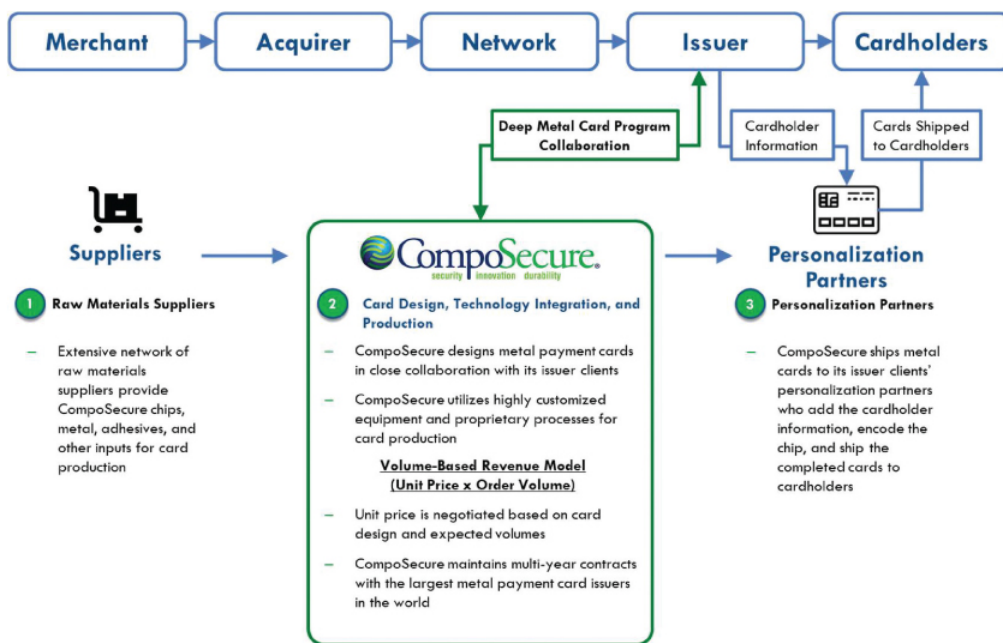 Merchant
Acquirer
Network
Issuer
Cardholders
Deep Metal Card Program
Collaboration
Cardholder
Information
Cards Shipped
to Cardholders
Suppliers
1
Raw Materials Suppliers
– Extensive network of
raw materials
suppliers provide
CompoSecure chips,
metal, adhesives, and
other inputs for card
production
CompoSecure®
security innovation durability
2
Card Design, Technology Integration, and
Production
– CompoSecure designs metal payment cards
in close collaboration with its issuer clients
– CompoSecure utilizes highly customized
equipment and proprietary processes for
card production
Volume-Based Revenue Model
(Unit Price x Order Volume)
– Unit price is negotiated based on card
design and expected volumes
– CompoSecure maintains multi-year contracts
with the largest metal payment card issuers
in the world
Personalization
Partners
3
Personalization Partners
– CompoSecure ships metal
cards to its issuer clients'
personalization partners
who add the cardholder
information, encode the
chip, and ship the
completed cards to
cardholders